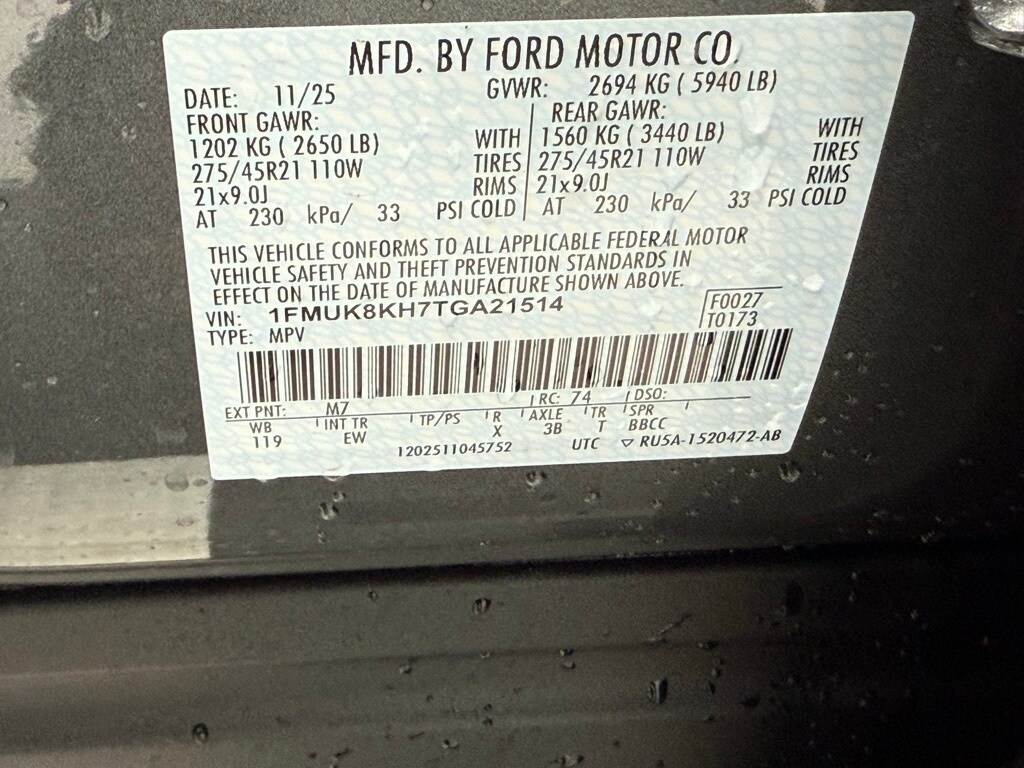 MFD. BY FORD MOTOR CO.
DATE: 11/25 GVWR: 2694 KG ( 5940 LB)
FRONT GAWR: REAR GAWR:
1202 KG ( 2650 LB) WITH 1560 KG ( 3440 LB) WITH
275/45R21 110W TIRES 275/45R21 110W TIRES
21x9.0J RIMS 21x9.0J RIMS
AT 230 kPa/ 33 PSI COLD AT 230 kPa/ 33 PSI COLD
THIS VEHICLE CONFORMS TO ALL APPLICABLE FEDERAL MOTOR
VEHICLE SAFETY AND THEFT PREVENTION STANDARDS IN
EFFECT ON THE DATE OF MANUFACTURE SHOWN ABOVE.
VIN: 1FMUK8KH7TGA21514 F0027
TYPE: MPV T0173
EXT PNT: M7 RC: 74 DSO:
WB INT TR TP/PS R AXLE TR SPR
119 EW X 3B T BBCC
1202511045752 UTC ▽ RU5A-1520472-AB